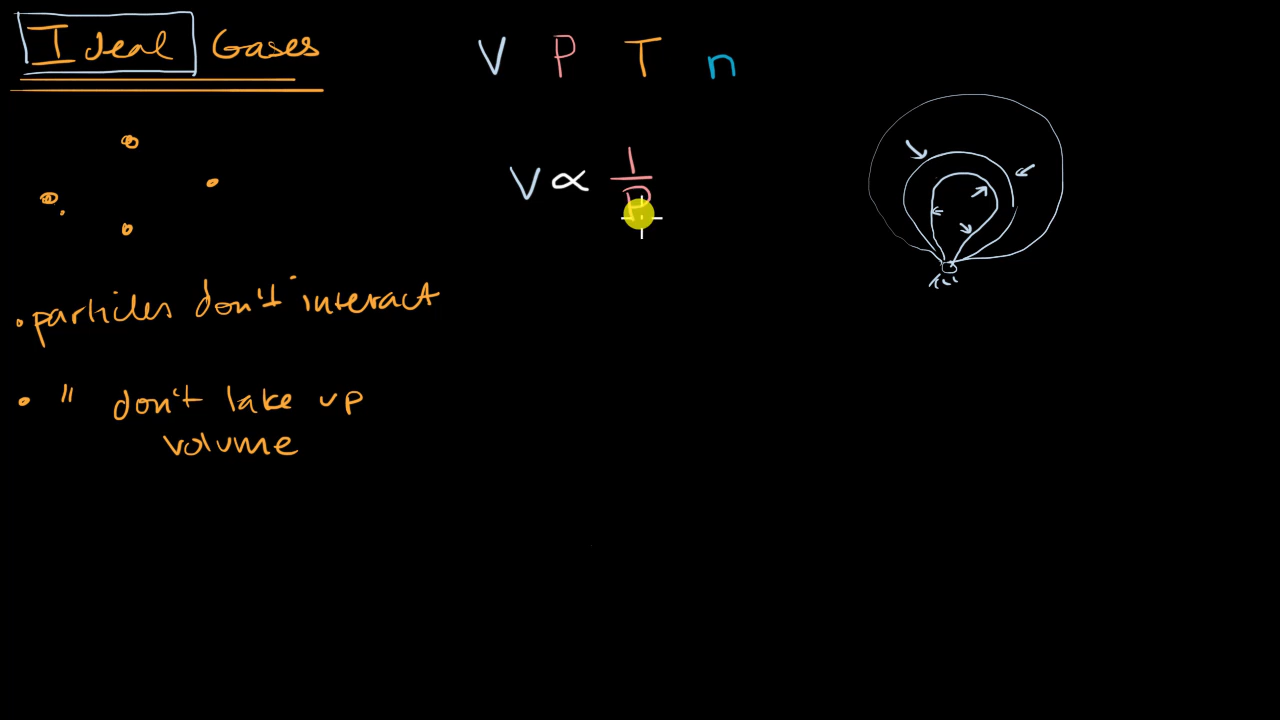 Ideal Gases
V P T n
V ∝ 1/P
• particles don't interact
• " don't take up
volume